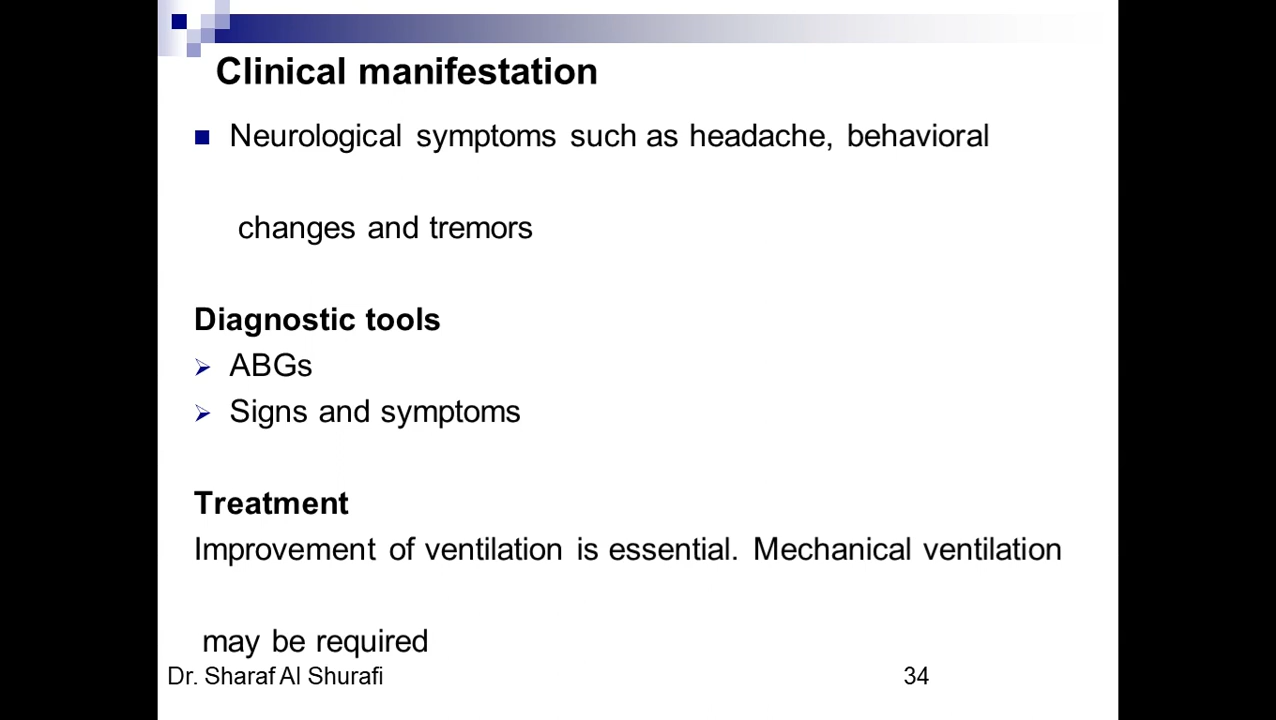 Clinical manifestation
Neurological symptoms such as headache, behavioral
changes and tremors
Diagnostic tools
ABGs
Signs and symptoms
Treatment
Improvement of ventilation is essential. Mechanical ventilation
may be required
Dr. Sharaf Al Shurafi
34